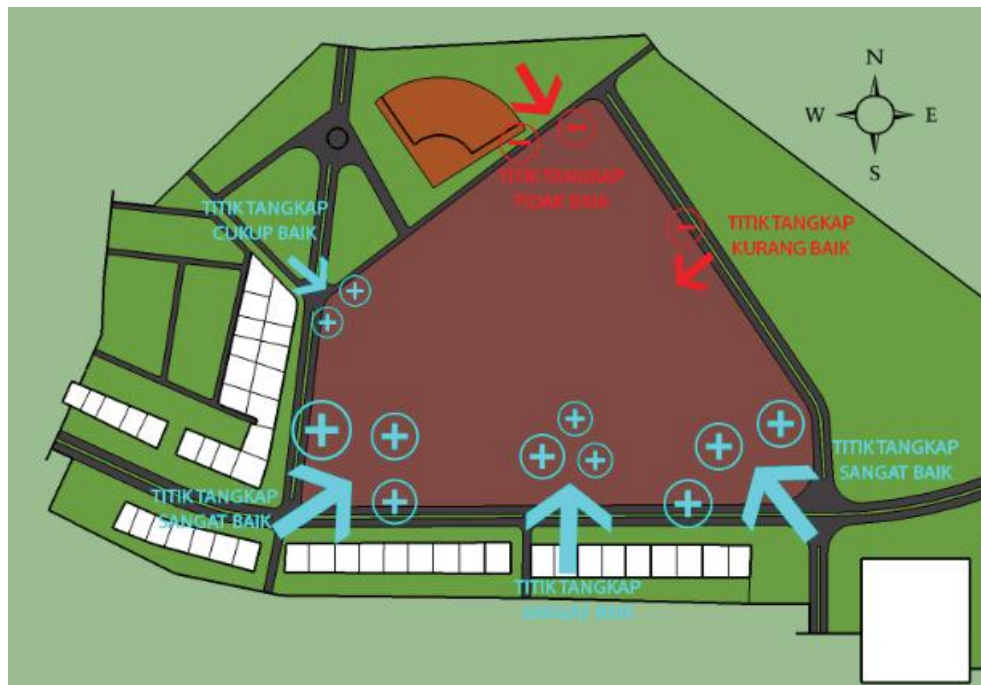 N
W E
S
TITIK TANGKAP
TIDAK BAIK
TITIK TANGKAP
CUKUP BAIK
TITIK TANGKAP
KURANG BAIK
TITIK TANGKAP
SANGAT BAIK
TITIK TANGKAP
SANGAT BAIK
TITIK TANGKAP
SANGAT BAIK